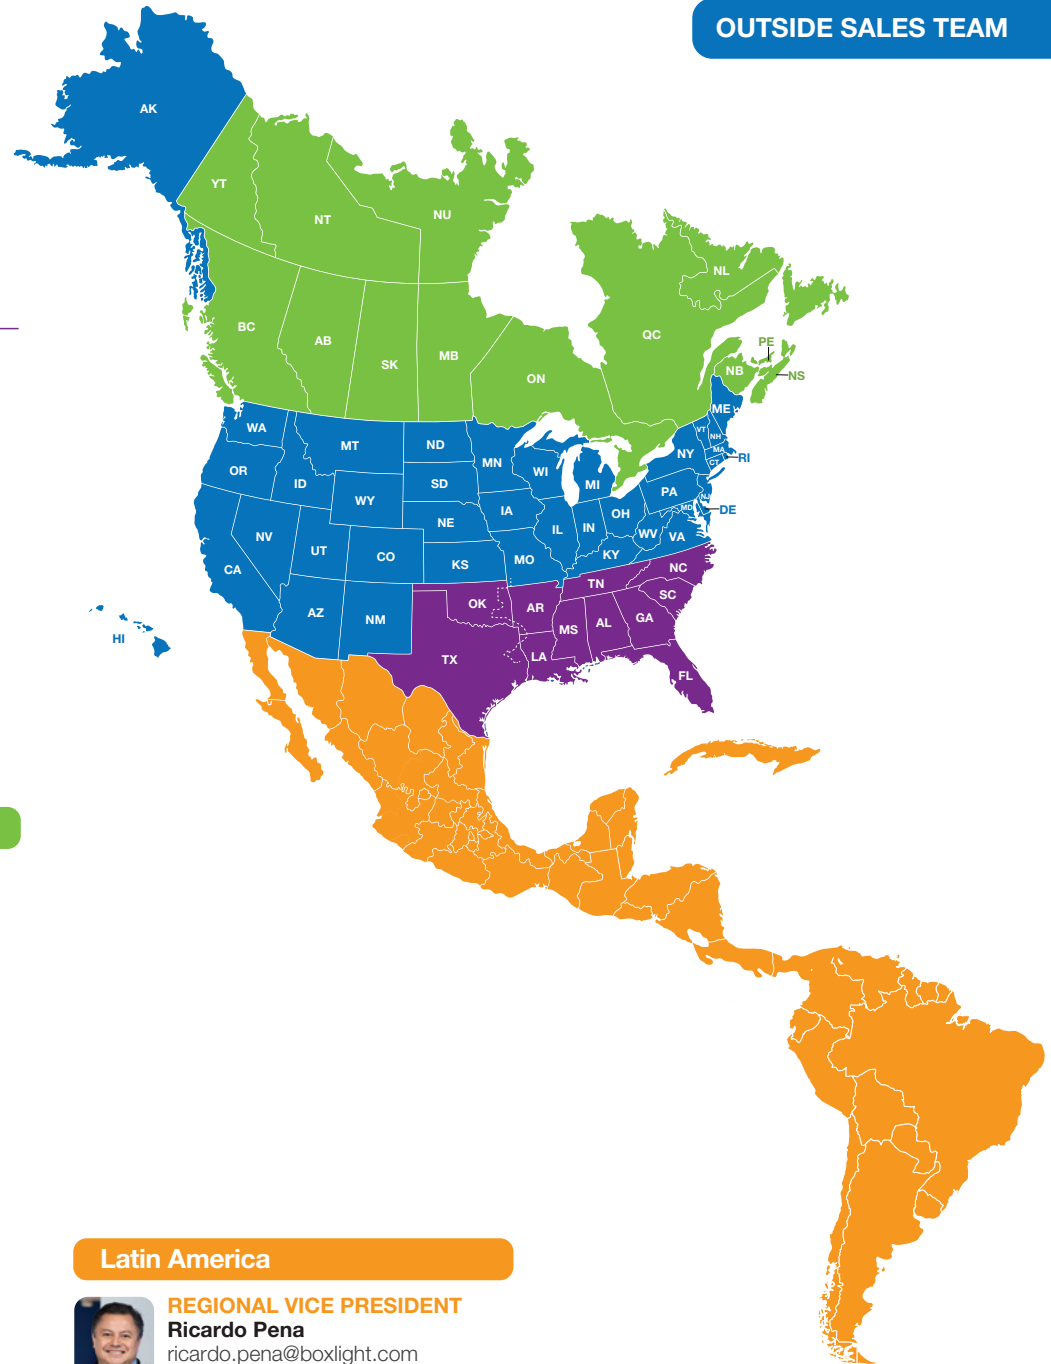 OUTSIDE SALES TEAM
AK
YT
NT
NU
NL
BC
AB
SK
MB
ON
QC
PE
NB
NS
ME
WA
MT
ND
MN
VT
NH
NY
MA
CT
RI
OR
ID
SD
WI
MI
PA
NJ
WY
IA
OH
MD
DE
NV
NE
IL
IN
WV
VA
UT
CO
KS
MO
KY
CA
NC
TN
AZ
NM
OK
AR
SC
MS
AL
GA
HI
TX
LA
FL
Latin America
REGIONAL VICE PRESIDENT
Ricardo Pena
ricardo.pena@boxlight.com